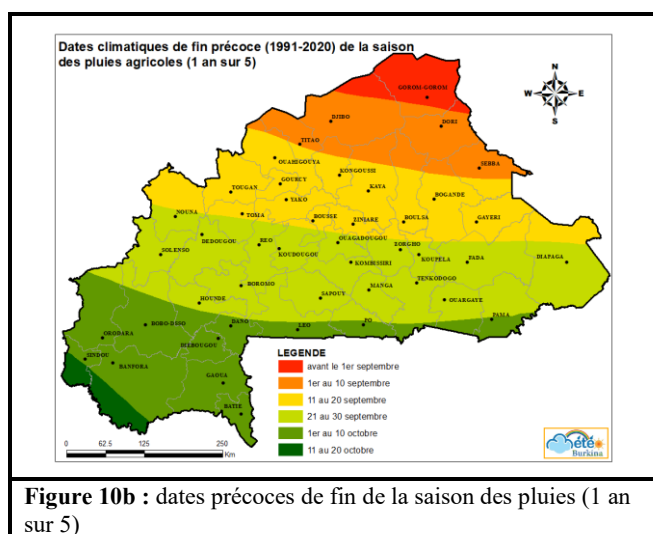 Dates climatiques de fin précoce (1991-2020) de la saison
des pluies agricoles (1 an sur 5)
N
W E
S
GOROM-GOROM
DJIBO
DORI
TITAO
OUAHIGOUYA
SEBBA
KONGOUSSI
GOURCY
KAYA
TOUGAN
YAKO
BOGANDE
NOUNA
TOMA
BOUSSE
ZINIARE
BOULSA
GAYERI
DEDOUGOU
REO
OUAGADOUGOU
ZORGHO
SOLENSO
KOUDOUGOU
KOMBISSIRI
KOUPELA
FADA
DIAPAGA
BOROMO
MANGA
TENKODOGO
HOUNDE
SAPOUY
OUARGAYE
BOBO-DSSO
DANO
LEO
PO
PAMA
ORODARA
DIEBOUGOU
SINDOU
BANFORA
GAOUA
BATIE
LEGENDE
avant le 1er septembre
1er au 10 septembre
11 au 20 septembre
21 au 30 septembre
1er au 10 octobre
11 au 20 octobre
0 62.5 125 250
Km
météo
Burkina
Figure 10b : dates précoces de fin de la saison des pluies (1 an
sur 5)